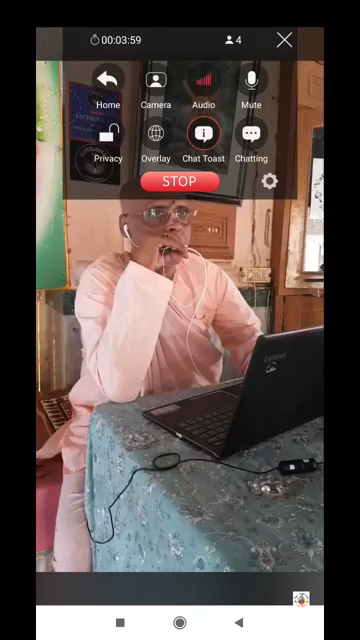 00:03:59
4
Home
Camera
Audio
Mute
Privacy
Overlay
Chat Toast
Chatting
STOP
Lenovo